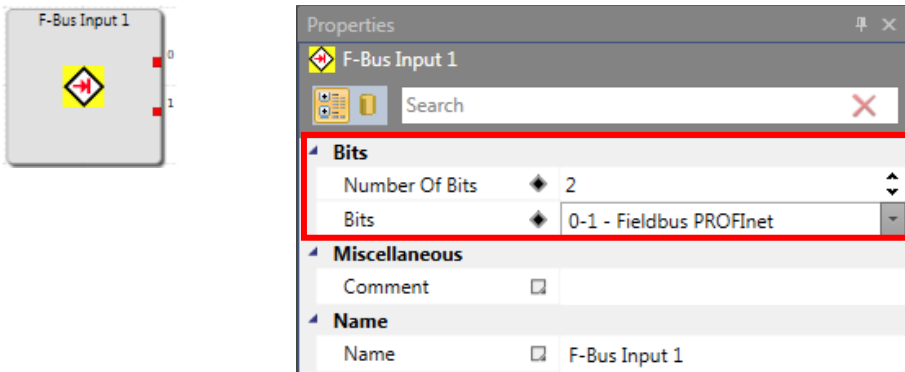 F-Bus Input 1
0
1
Properties
F-Bus Input 1
Search
Bits
Number Of Bits 2
Bits 0-1 - Fieldbus PROFInet
Miscellaneous
Comment
Name
Name F-Bus Input 1